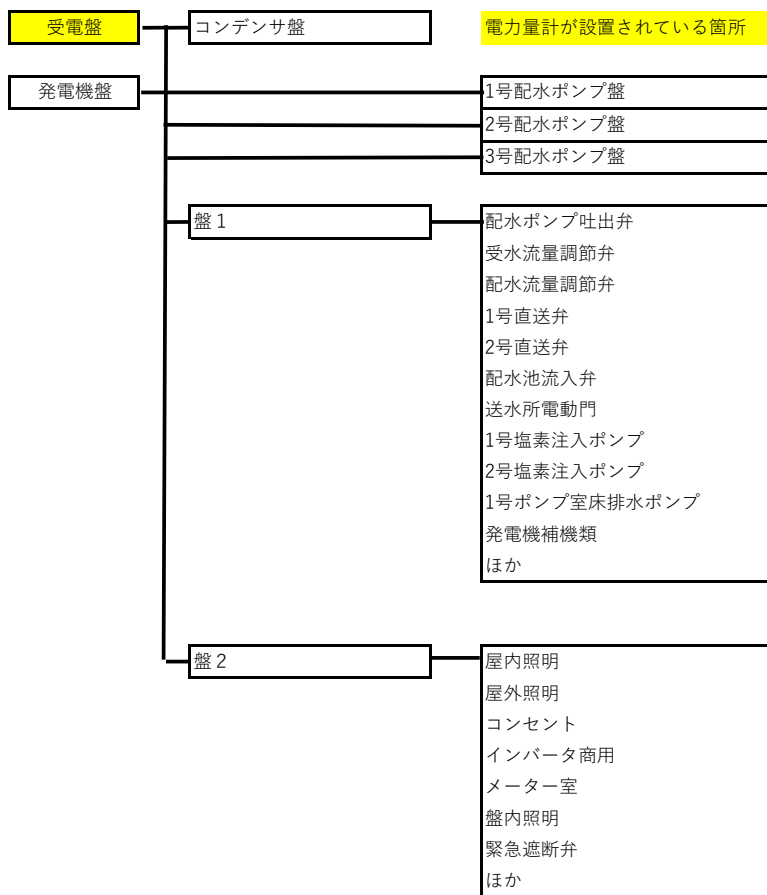 受電盤
コンデンサ盤
電力量計が設置されている箇所
発電機盤
1号配水ポンプ盤
2号配水ポンプ盤
3号配水ポンプ盤
盤１
配水ポンプ吐出弁
受水流量調節弁
配水流量調節弁
1号直送弁
2号直送弁
配水池流入弁
送水所電動門
1号塩素注入ポンプ
2号塩素注入ポンプ
1号ポンプ室床排水ポンプ
発電機補機類
ほか
盤２
屋内照明
屋外照明
コンセント
インバータ商用
メーター室
盤内照明
緊急遮断弁
ほか